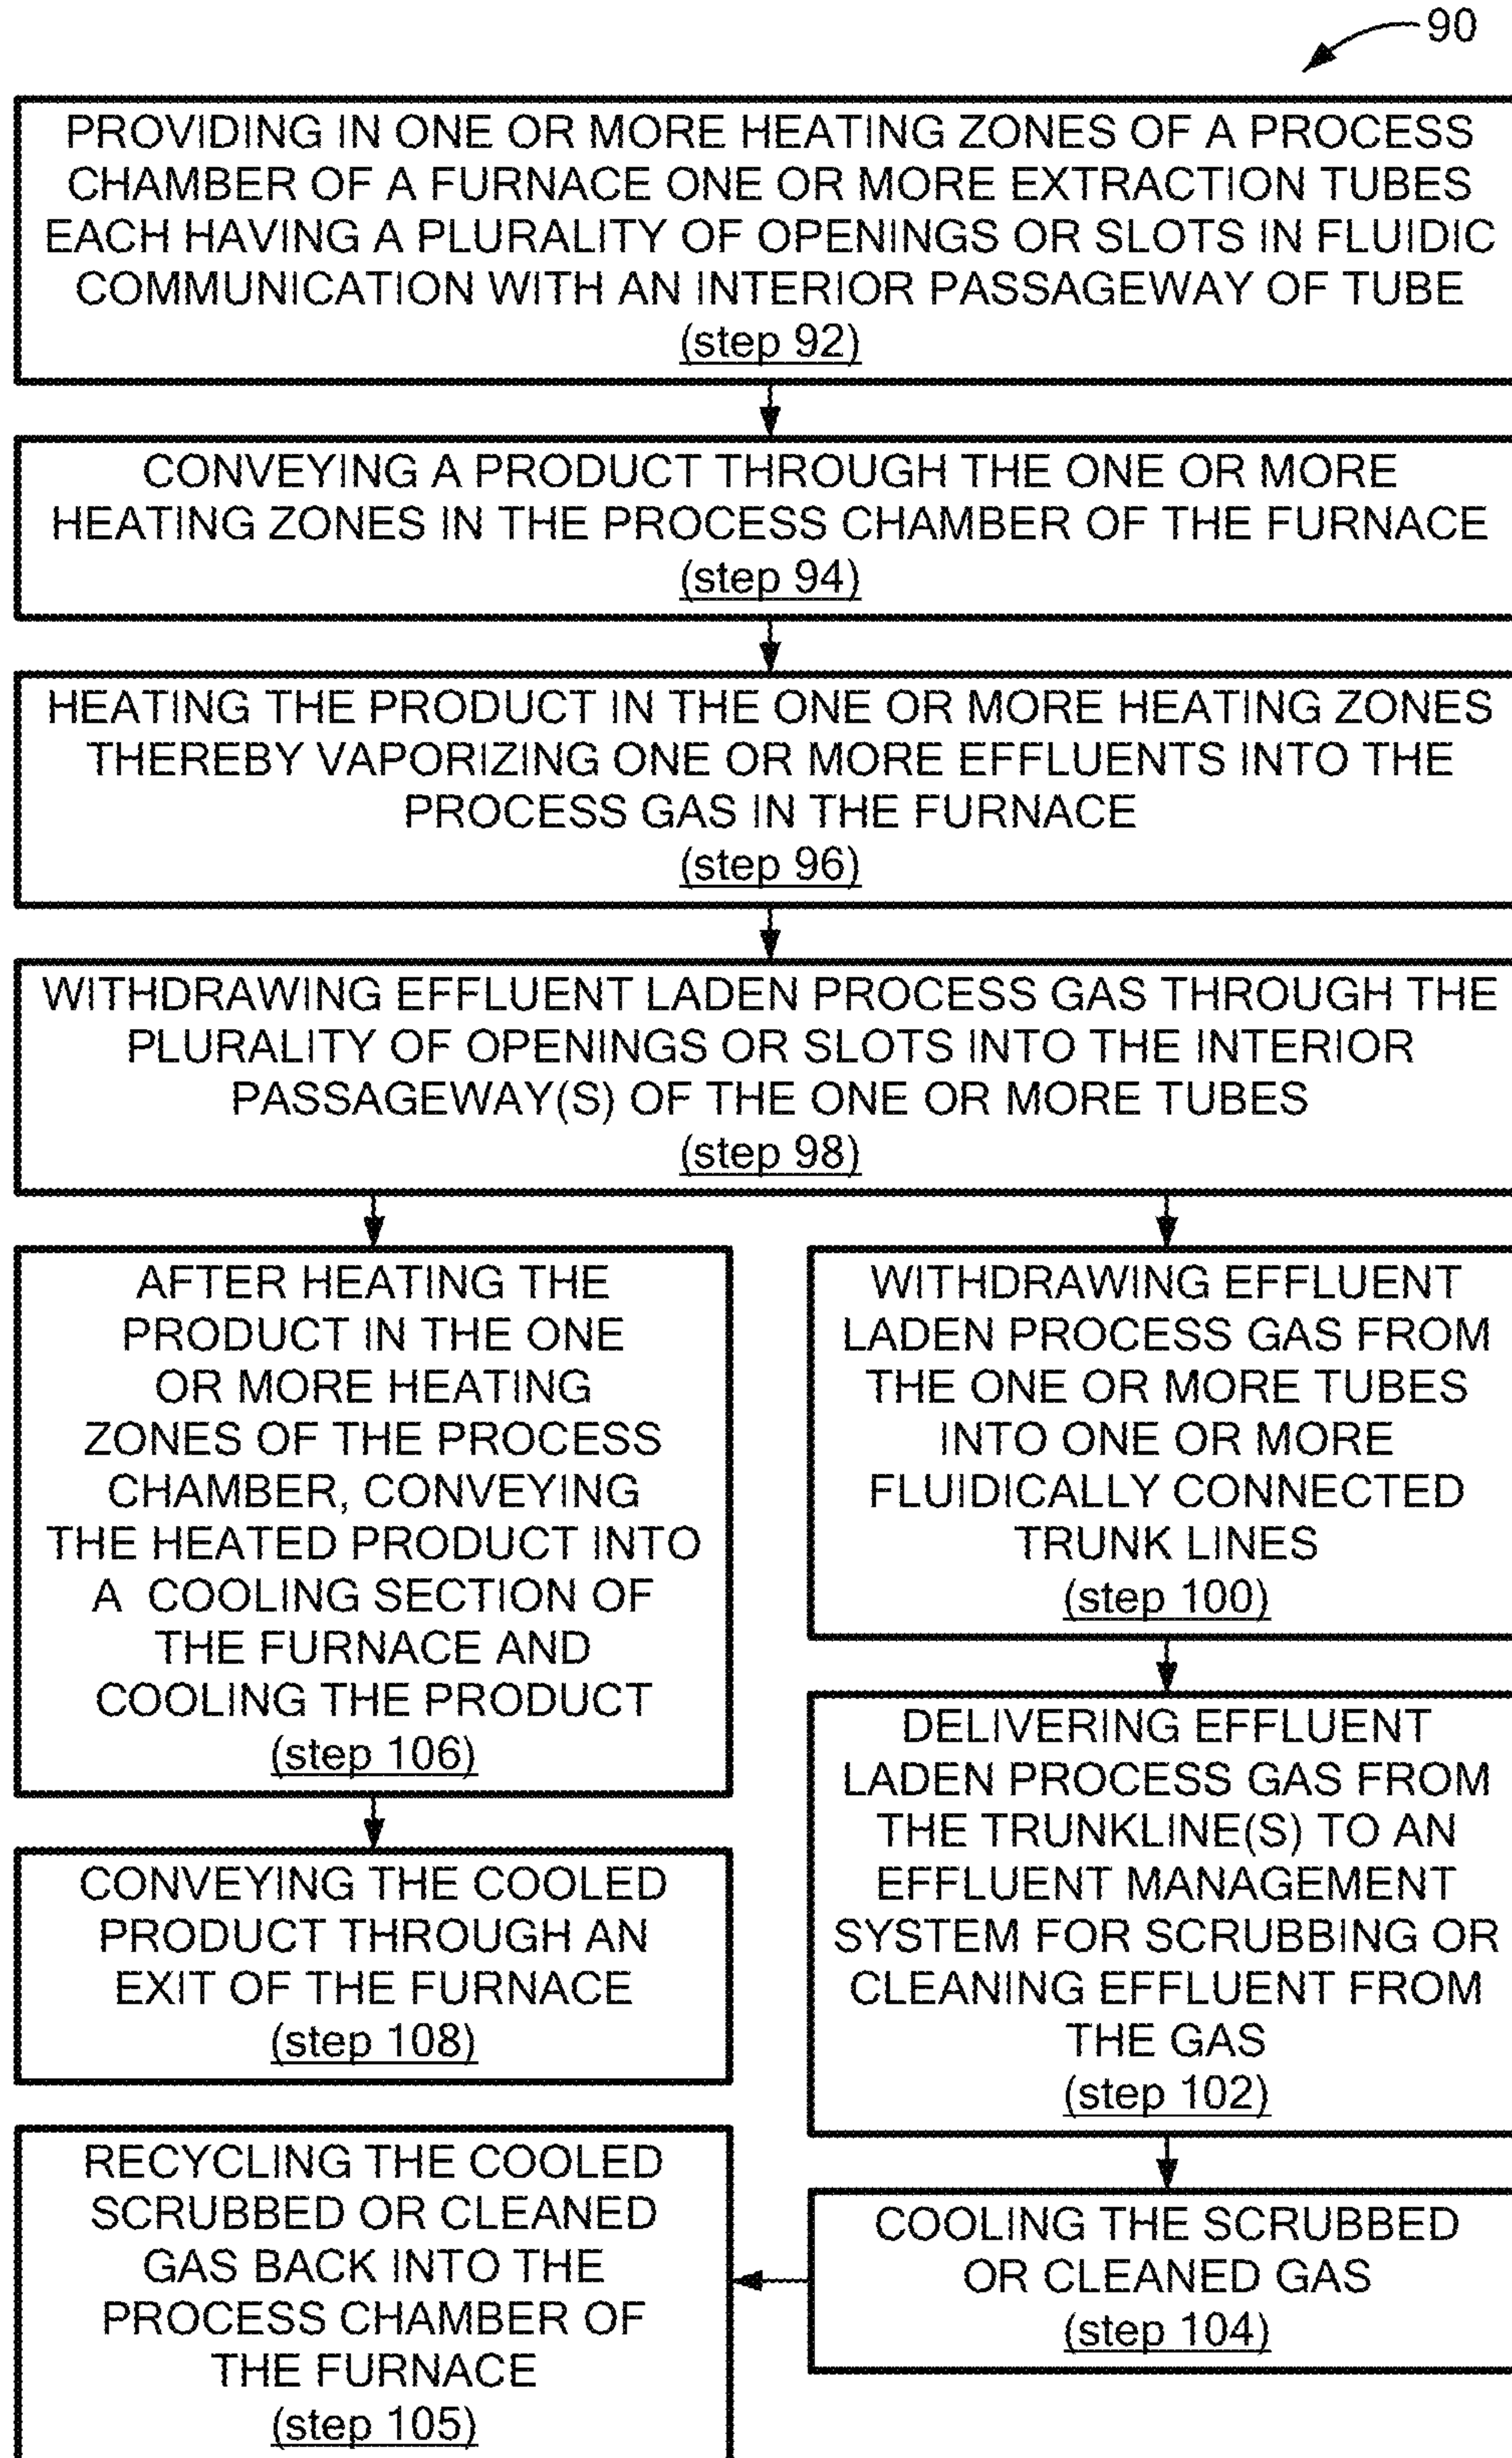 90
PROVIDING IN ONE OR MORE HEATING ZONES OF A PROCESS
CHAMBER OF A FURNACE ONE OR MORE EXTRACTION TUBES
EACH HAVING A PLURALITY OF OPENINGS OR SLOTS IN FLUIDIC
COMMUNICATION WITH AN INTERIOR PASSAGEWAY OF TUBE
(step 92)
CONVEYING A PRODUCT THROUGH THE ONE OR MORE
HEATING ZONES IN THE PROCESS CHAMBER OF THE FURNACE
(step 94)
HEATING THE PRODUCT IN THE ONE OR MORE HEATING ZONES
THEREBY VAPORIZING ONE OR MORE EFFLUENTS INTO THE
PROCESS GAS IN THE FURNACE
(step 96)
WITHDRAWING EFFLUENT LADEN PROCESS GAS THROUGH THE
PLURALITY OF OPENINGS OR SLOTS INTO THE INTERIOR
PASSAGEWAY(S) OF THE ONE OR MORE TUBES
(step 98)
AFTER HEATING THE
PRODUCT IN THE ONE
OR MORE HEATING
ZONES OF THE PROCESS
CHAMBER, CONVEYING
THE HEATED PRODUCT INTO
A COOLING SECTION OF
THE FURNACE AND
COOLING THE PRODUCT
(step 106)
CONVEYING THE COOLED
PRODUCT THROUGH AN
EXIT OF THE FURNACE
(step 108)
WITHDRAWING EFFLUENT
LADEN PROCESS GAS FROM
THE ONE OR MORE TUBES
INTO ONE OR MORE
FLUIDICALLY CONNECTED
TRUNK LINES
(step 100)
DELIVERING EFFLUENT
LADEN PROCESS GAS FROM
THE TRUNKLINE(S) TO AN
EFFLUENT MANAGEMENT
SYSTEM FOR SCRUBBING OR
CLEANING EFFLUENT FROM
THE GAS
(step 102)
COOLING THE SCRUBBED
OR CLEANED GAS
(step 104)
RECYCLING THE COOLED
SCRUBBED OR CLEANED
GAS BACK INTO THE
PROCESS CHAMBER OF
THE FURNACE
(step 105)